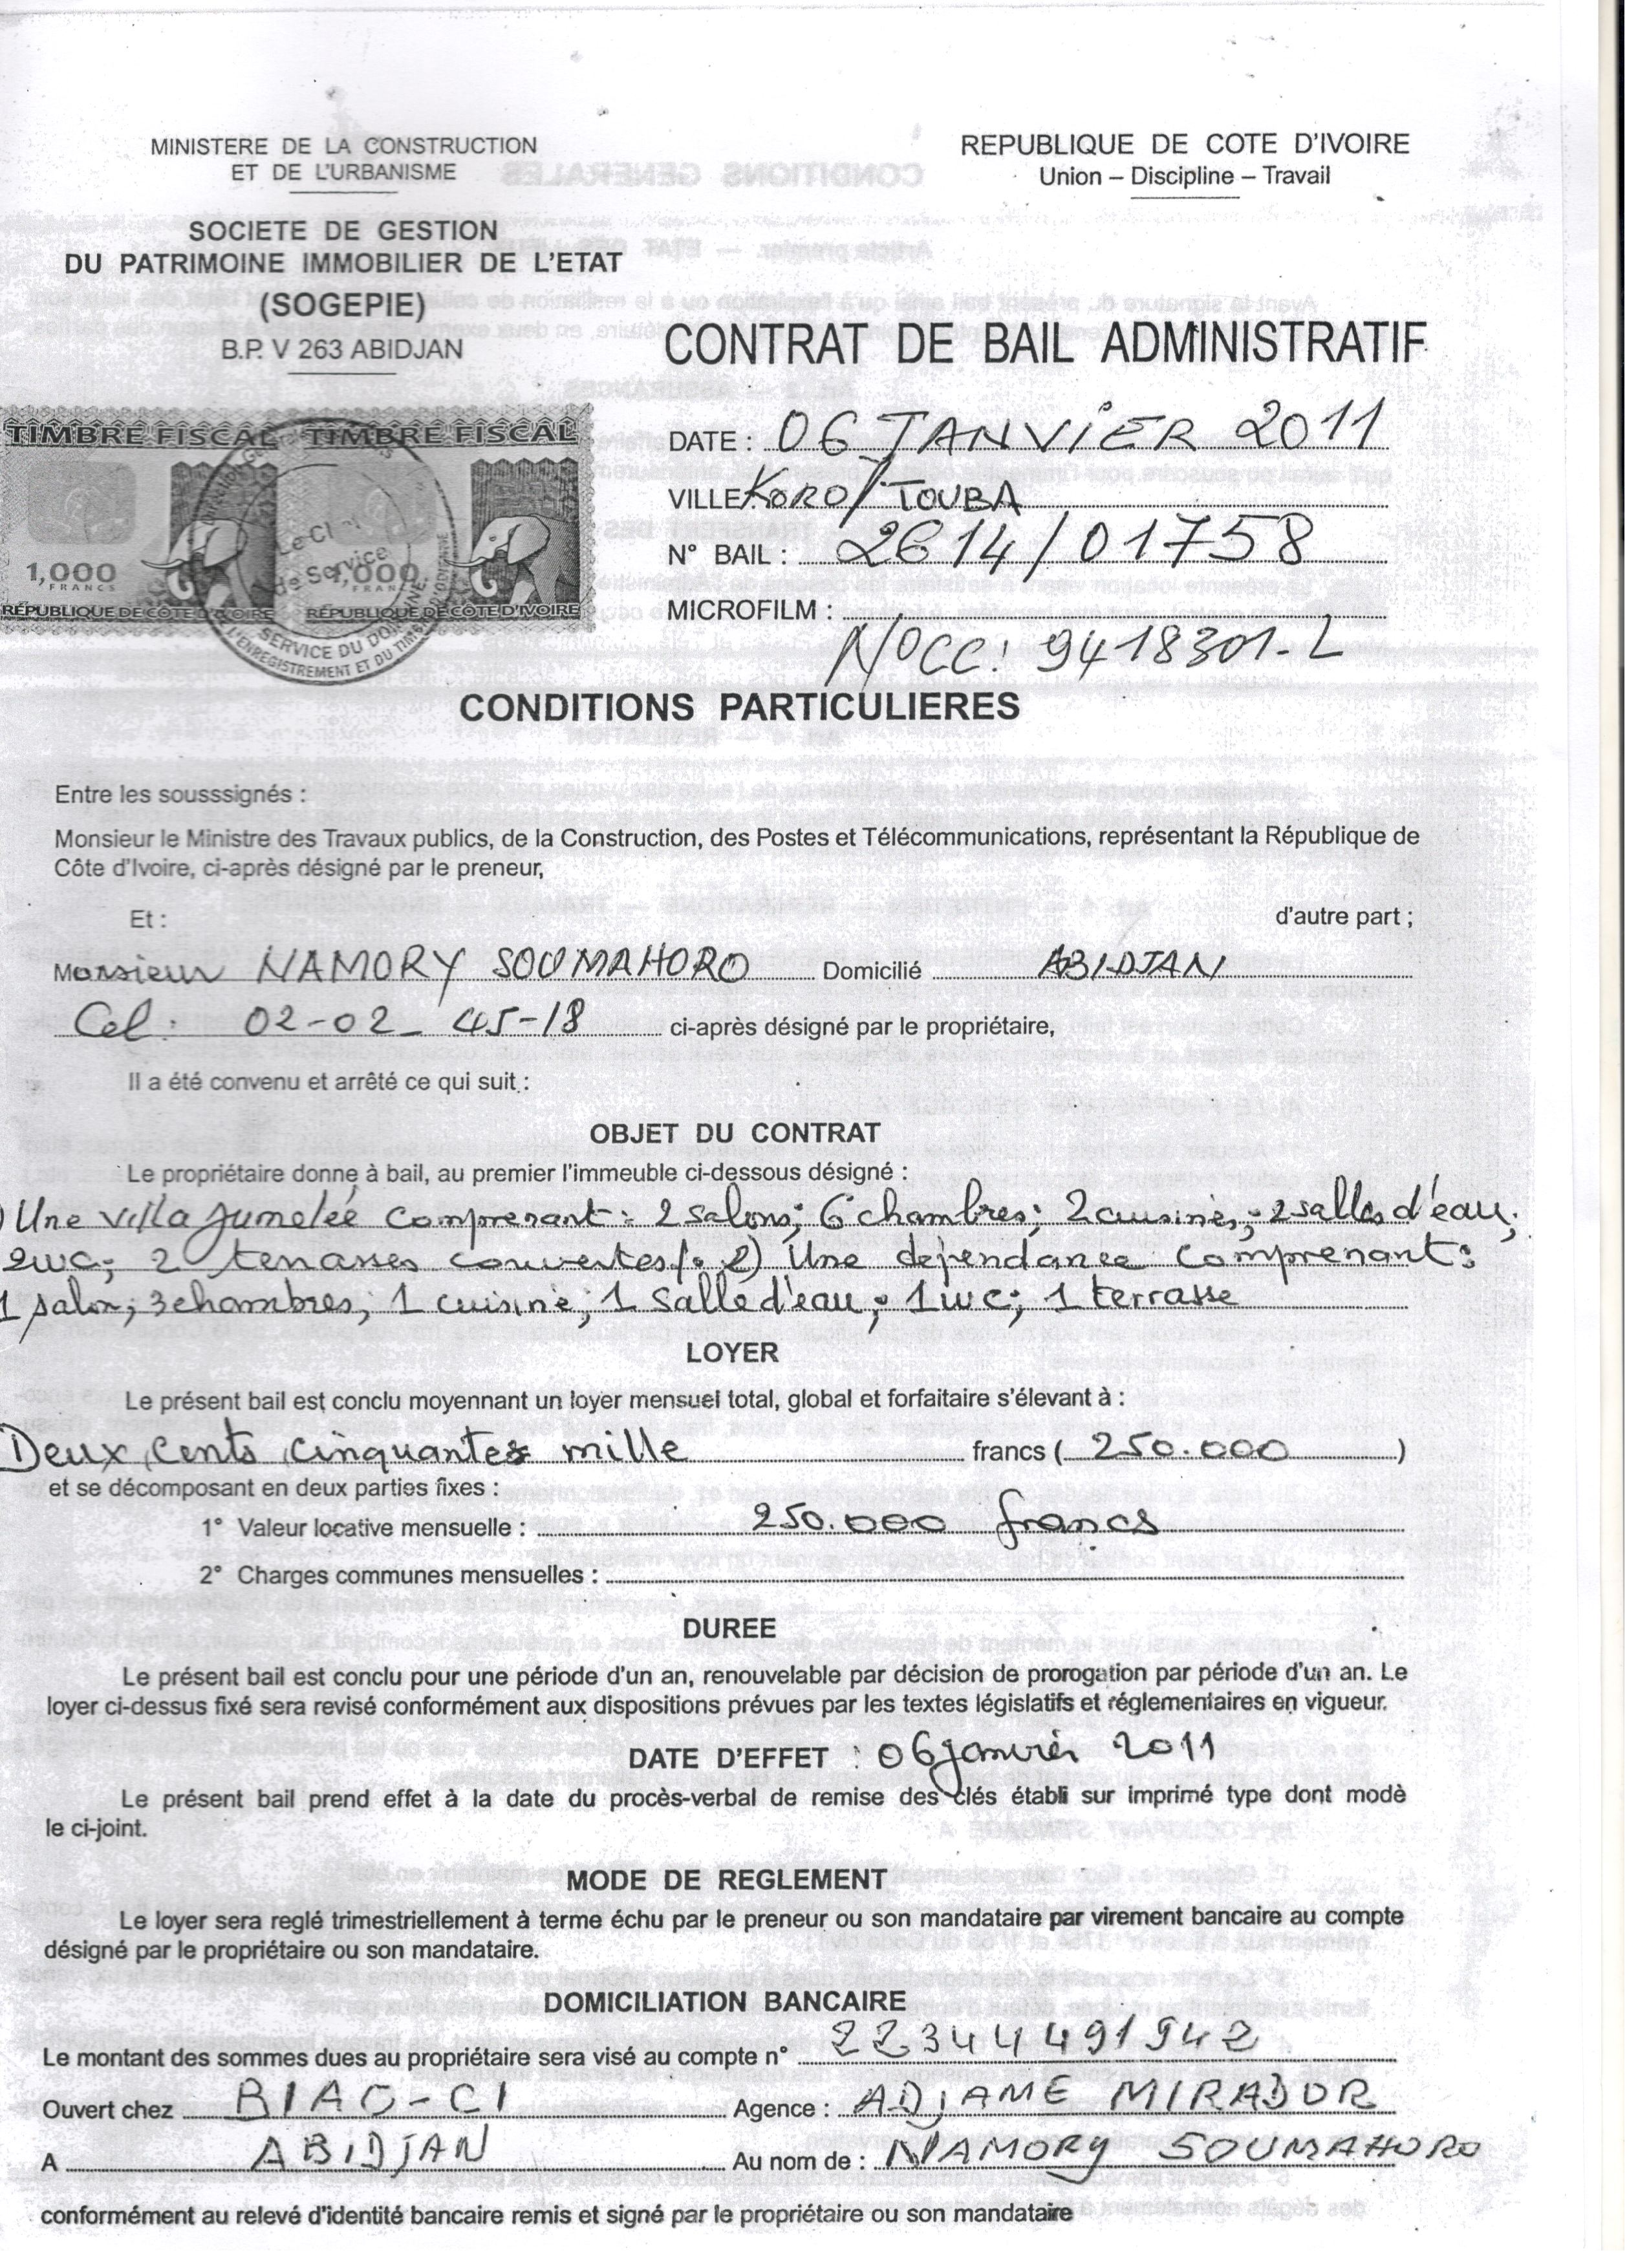 MINISTERE DE LA CONSTRUCTION
ET DE L'URBANISME
REPUBLIQUE DE COTE D'IVOIRE
Union – Discipline – Travail
SOCIETE DE GESTION
DU PATRIMOINE IMMOBILIER DE L'ETAT
(SOGEPIE)
B.P. V 263 ABIDJAN
CONTRAT DE BAIL ADMINISTRATIF
TIMBRE FISCAL TIMBRE FISCAL
1,000 FRANCS 1,000 FRANCS
REPUBLIQUE DE CÔTE D'IVOIRE REPUBLIQUE DE CÔTE D'IVOIRE
Le Chef de Service
SERVICE DU DOMAINE
L'ENREGISTREMENT ET DU TIMBRE
DATE : 06 JANVIER 2011
VILLE KORO/TOUBA
N° BAIL : 2614/01758
MICROFILM :
N°CC: 9418301-L
CONDITIONS PARTICULIERES
Entre les sousssignés :
Monsieur le Ministre des Travaux publics, de la Construction, des Postes et Télécommunications, représentant la République de
Côte d'Ivoire, ci-après désigné par le preneur,
Et : d'autre part ;
Monsieur NAMORY SOUMAHORO Domicilié ABIDJAN
Cel: 02-02-45-18 ci-après désigné par le propriétaire,
Il a été convenu et arrêté ce qui suit :
OBJET DU CONTRAT
Le propriétaire donne à bail, au premier l'immeuble ci-dessous désigné :
) Une villa jumelée comprenant: 2 salons; 6 chambres; 2 cuisines; 2 salles d'eau;
2wc; 2 terrasses couvertes/. 2) Une dépendance comprenant:
1 salon; 3 chambres; 1 cuisine; 1 salle d'eau; 1 wc; 1 terrasse
LOYER
Le présent bail est conclu moyennant un loyer mensuel total, global et forfaitaire s'élevant à :
Deux cents cinquantes mille francs ( 250.000 )
et se décomposant en deux parties fixes :
1° Valeur locative mensuelle : 250.000 francs
2° Charges communes mensuelles :
DUREE
Le présent bail est conclu pour une période d'un an, renouvelable par décision de prorogation par période d'un an. Le
loyer ci-dessus fixé sera revisé conformément aux dispositions prévues par les textes législatifs et réglementaires en vigueur.
DATE D'EFFET : 06 janvier 2011
Le présent bail prend effet à la date du procès-verbal de remise des clés établi sur imprimé type dont modè
le ci-joint.
MODE DE REGLEMENT
Le loyer sera reglé trimestriellement à terme échu par le preneur ou son mandataire par virement bancaire au compte
désigné par le propriétaire ou son mandataire.
DOMICILIATION BANCAIRE
Le montant des sommes dues au propriétaire sera visé au compte n° 22344491942
Ouvert chez BIAO-CI Agence : ADJAME MIRADOR
A ABIDJAN Au nom de : NAMORY SOUMAHORO
conformément au relevé d'identité bancaire remis et signé par le propriétaire ou son mandataire